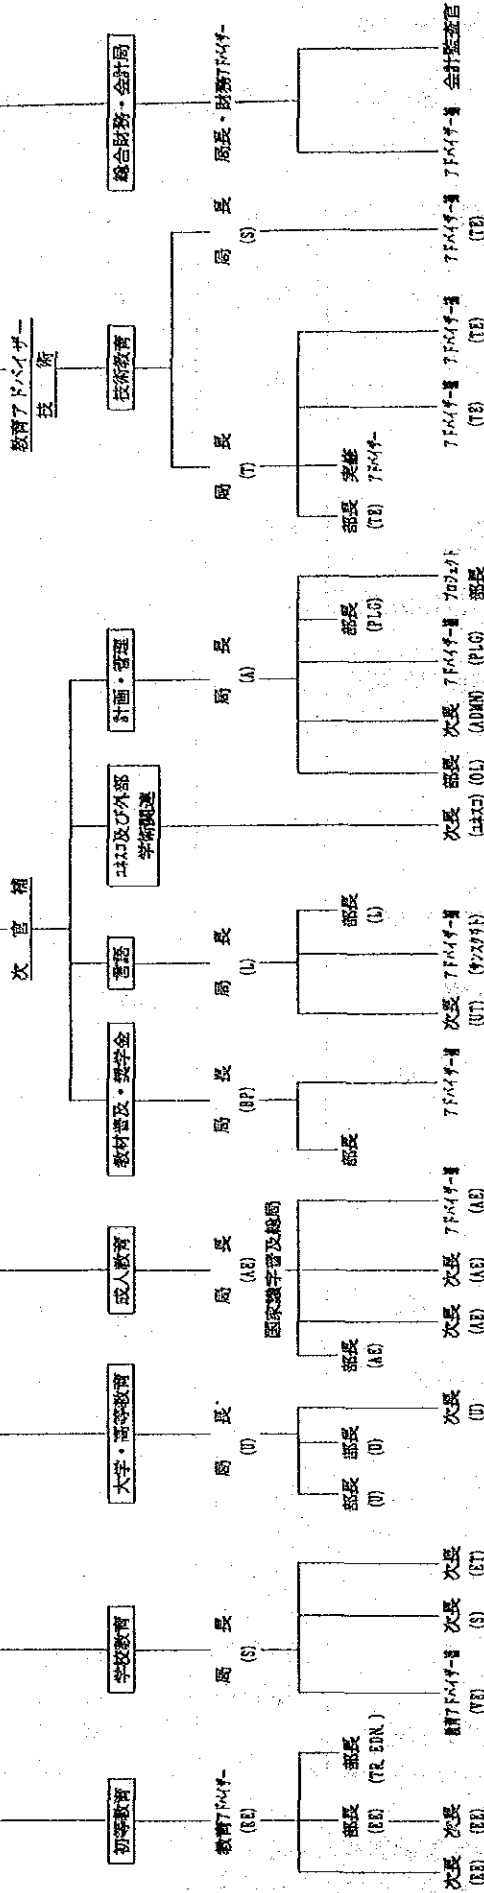 教育アドバイザー
技　術
次　官　補
初等教育
学校教育
大学・高等教育
成人教育
教材普及・奨学金
言語
ユネスコ及び外部
学術関連
計画・管理
技術教育
総合財務・会計局
教育アドバイザー
(EE)
局　長
(S)
局　長
(U)
局　長
(AE)
局　長
(BP)
局　長
(L)
局　長
(A)
局　長
(T)
局　長
(S)
局長・財務アドバイザー
国家識字普及総局
部長
(EE)
部長
(TR EDN.)
部長
(U)
部長
(U)
部長
(AE)
部長
部長
(L)
部長
(PLG)
部長
(TE)
実務
アドバイザー
次長
(EE)
次長
(EE)
教育アドバイザー補
(VE)
次長
(S)
次長
(ET)
次長
(U)
次長
(AE)
次長
(AE)
アドバイザー補
(AE)
アドバイザー補
次長
(UT)
アドバイザー補
(サンスクリット)
次長
(ユネスコ)
部長
(OL)
次長
(ADMN)
アドバイザー補
(PLG)
プロジェクト
部長
アドバイザー補
(TE)
アドバイザー補
(TE)
アドバイザー補
(TE)
アドバイザー補
会計監査官